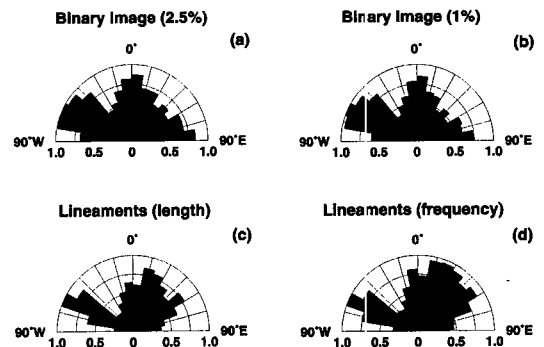 Binary Image (2.5%)
(a)
0°
90°W
90°E
1.0 0.5 0 0.5 1.0
Binary Image (1%)
(b)
0°
90°W
90°E
1.0 0.5 0 0.5 1.0
Lineaments (length)
(c)
0°
90°W
90°E
1.0 0.5 0 0.5 1.0
Lineaments (frequency)
(d)
0°
90°W
90°E
1.0 0.5 0 0.5 1.0